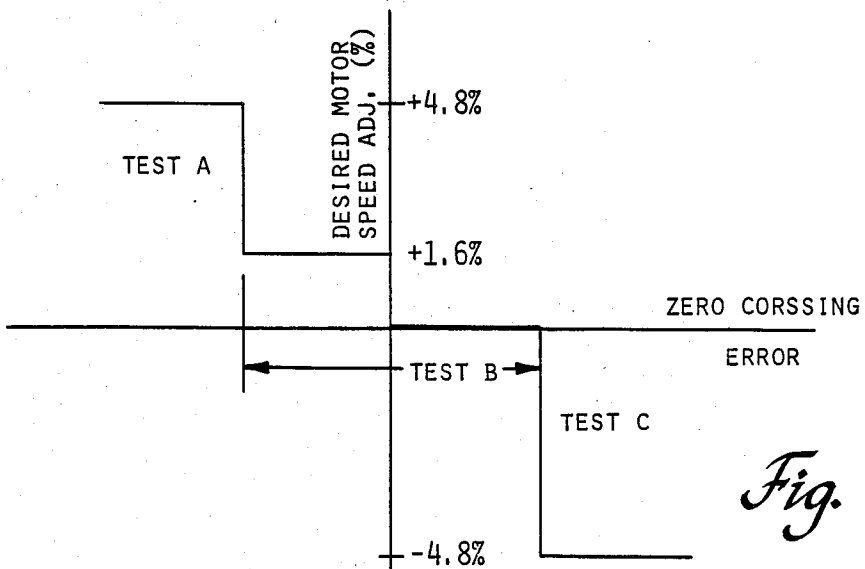 DESIRED MOTOR
SPEED ADJ. (%)
+4.8%
TEST A
+1.6%
ZERO CORSSING
ERROR
TEST B
TEST C
-4.8%
Fig.